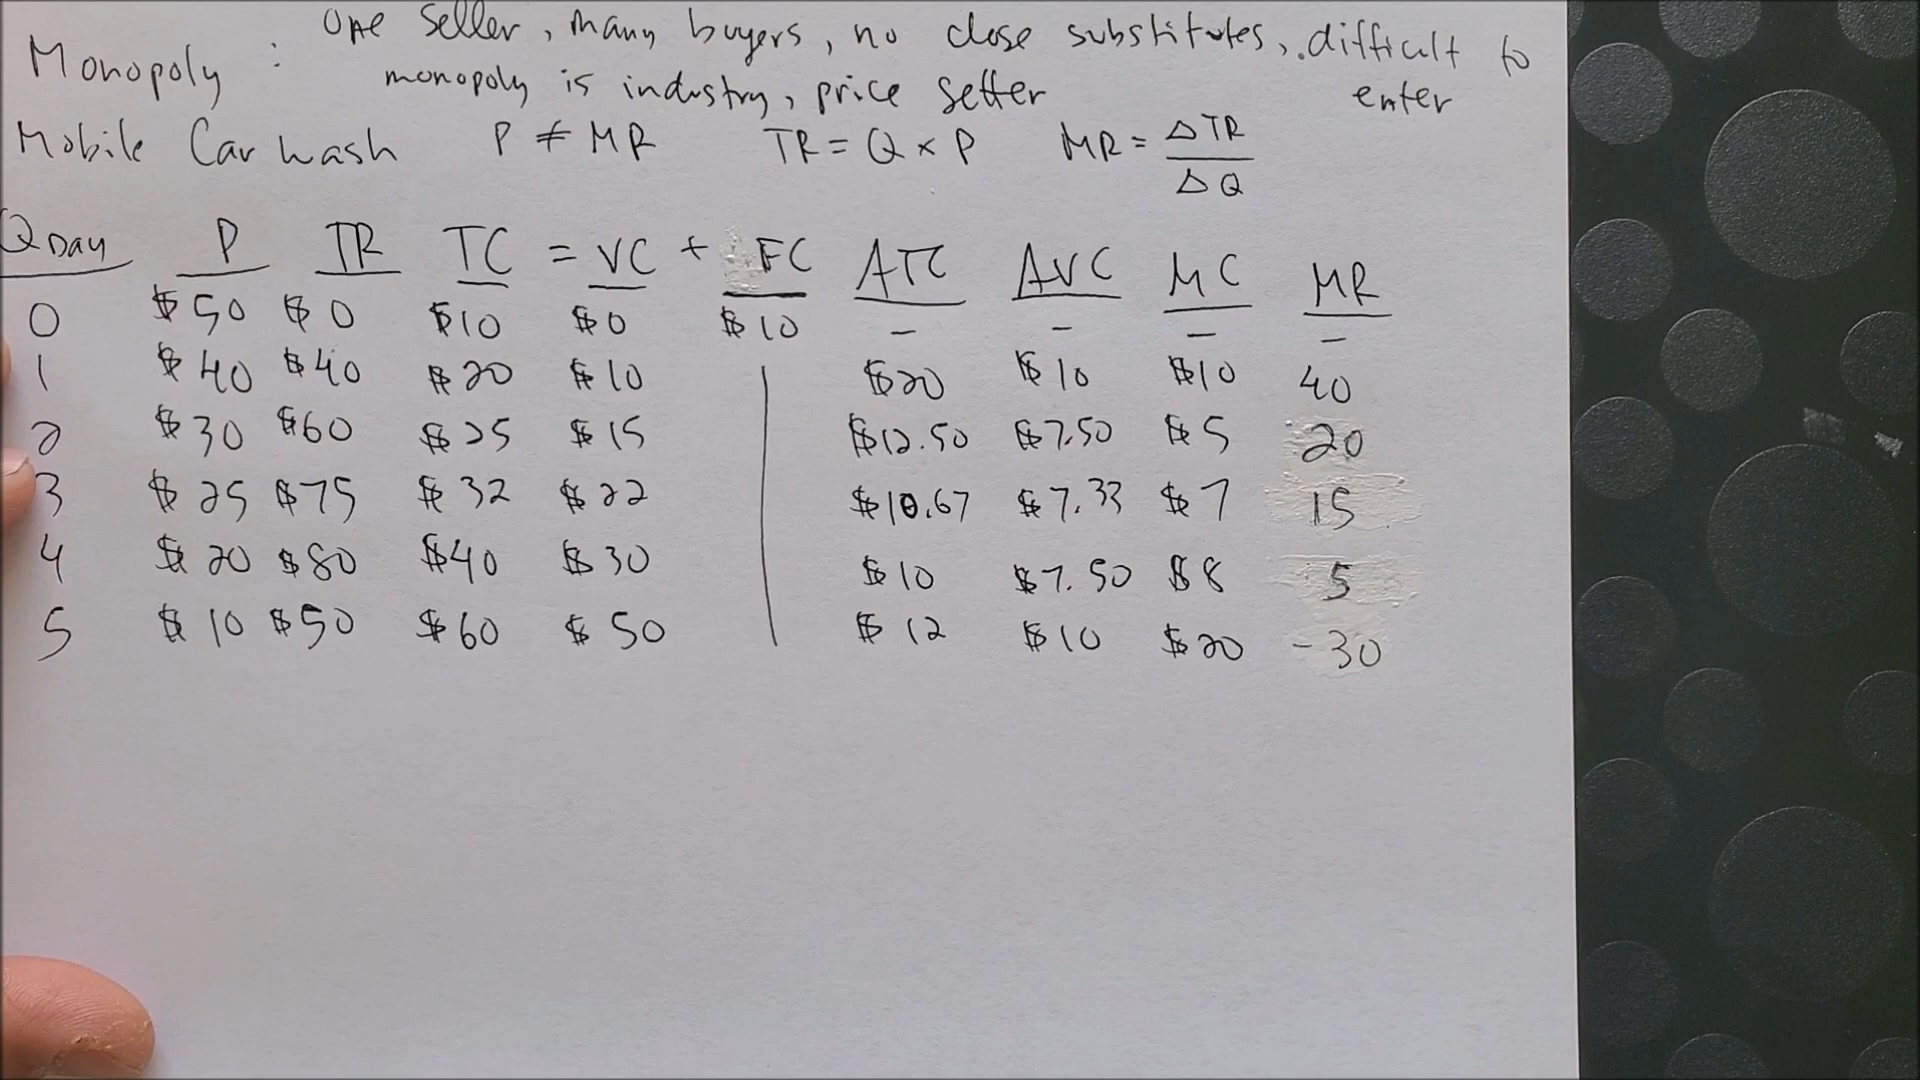 Monopoly : one seller, many buyers, no close substitutes, difficult to enter
monopoly is industry, price setter
Mobile Car wash P ≠ MR TR = Q × P MR = ΔTR / ΔQ
Q Day P TR TC = VC + FC ATC AVC MC MR
0 $50 $0 $10 $0 $10 - - - -
1 $40 $40 $20 $10 $20 $10 $10 40
2 $30 $60 $25 $15 $12.50 $7.50 $5 20
3 $25 $75 $32 $22 $10.67 $7.33 $7 15
4 $20 $80 $40 $30 $10 $7.50 $8 5
5 $10 $50 $60 $50 $12 $10 $20 -30